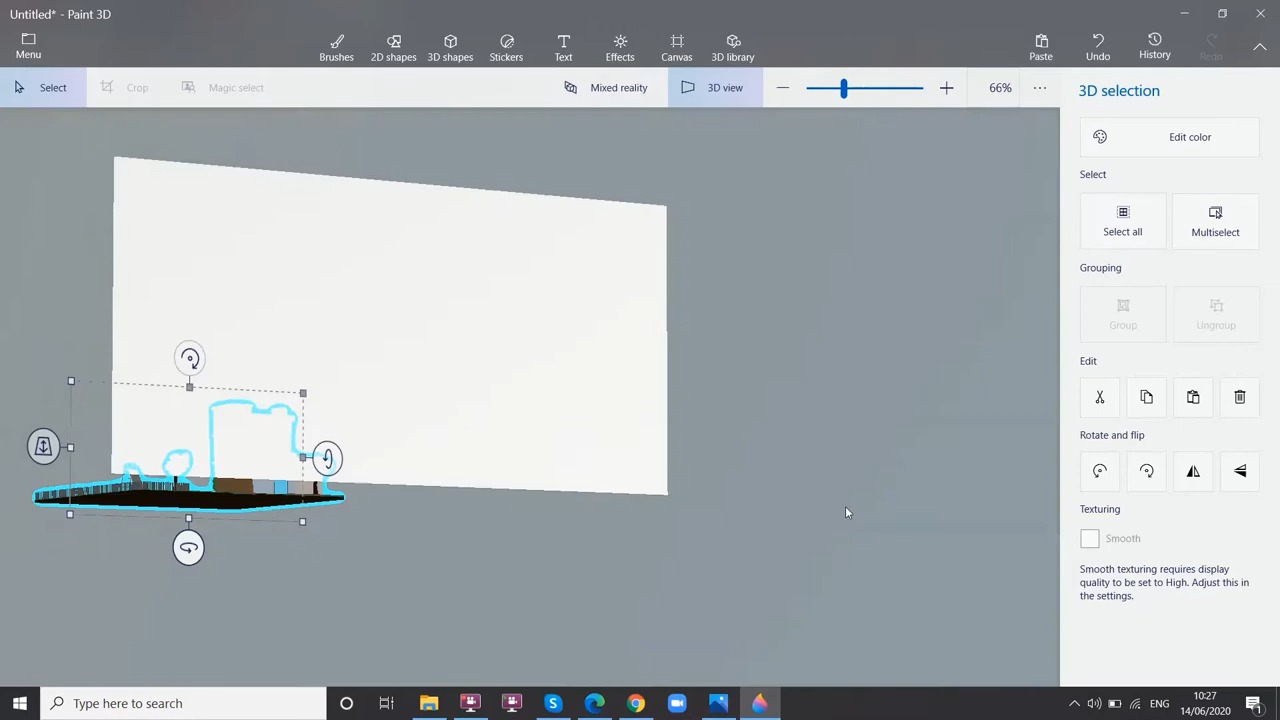 Untitled* - Paint 3D
Menu
Brushes
2D shapes
3D shapes
Stickers
Text
Effects
Canvas
3D library
Paste
Undo
History
Redo
Select
Crop
Magic select
Mixed reality
3D view
66%
3D selection
Edit color
Select
Select all
Multiselect
Grouping
Group
Ungroup
Edit
Rotate and flip
Texturing
Smooth
Smooth texturing requires display
quality to be set to High. Adjust this in
the settings.
Type here to search
ENG
10:27
14/06/2020
1